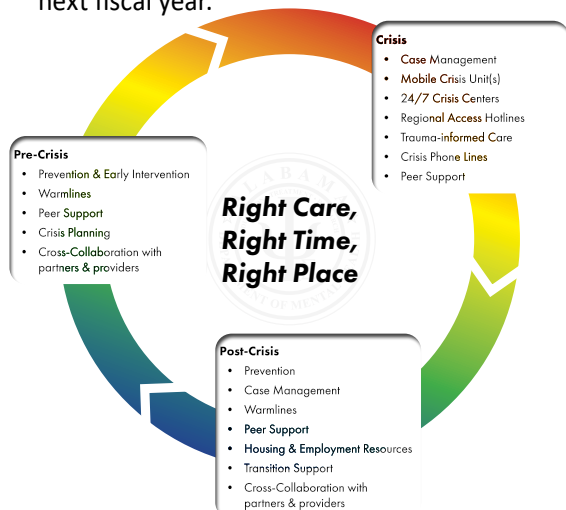 next fiscal year.
Crisis
• Case Management
• Mobile Crisis Unit(s)
• 24/7 Crisis Centers
• Regional Access Hotlines
• Trauma-informed Care
• Crisis Phone Lines
• Peer Support
Pre-Crisis
• Prevention & Early Intervention
• Warmlines
• Peer Support
• Crisis Planning
• Cross-Collaboration with
partners & providers
Right Care,
Right Time,
Right Place
Post-Crisis
• Prevention
• Case Management
• Warmlines
• Peer Support
• Housing & Employment Resources
• Transition Support
• Cross-Collaboration with
partners & providers